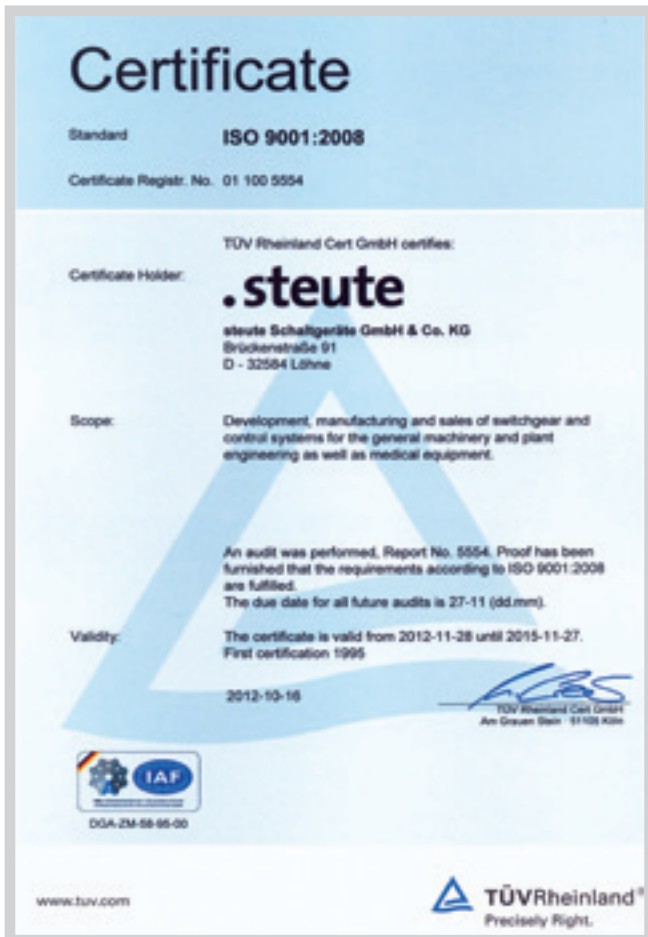 Certificate
Standard ISO 9001:2008
Certificate Registr. No. 01 100 5554
TÜV Rheinland Cert GmbH certifies:
Certificate Holder:
.steute
steute Schaltgeräte GmbH & Co. KG
Brückenstraße 91
D - 32584 Löhne
Scope: Development, manufacturing and sales of switchgear and
control systems for the general machinery and plant
engineering as well as medical equipment.
An audit was performed, Report No. 5554. Proof has been
furnished that the requirements according to ISO 9001:2008
are fulfilled.
The due date for all future audits is 27-11 (dd.mm).
Validity: The certificate is valid from 2012-11-28 until 2015-11-27.
First certification 1995
2012-10-16
TÜV Rheinland Cert GmbH
Am Grauen Stein · 51105 Köln
IAF
DGA-ZM-58-95-00
www.tuv.com
TÜVRheinland®
Precisely Right.